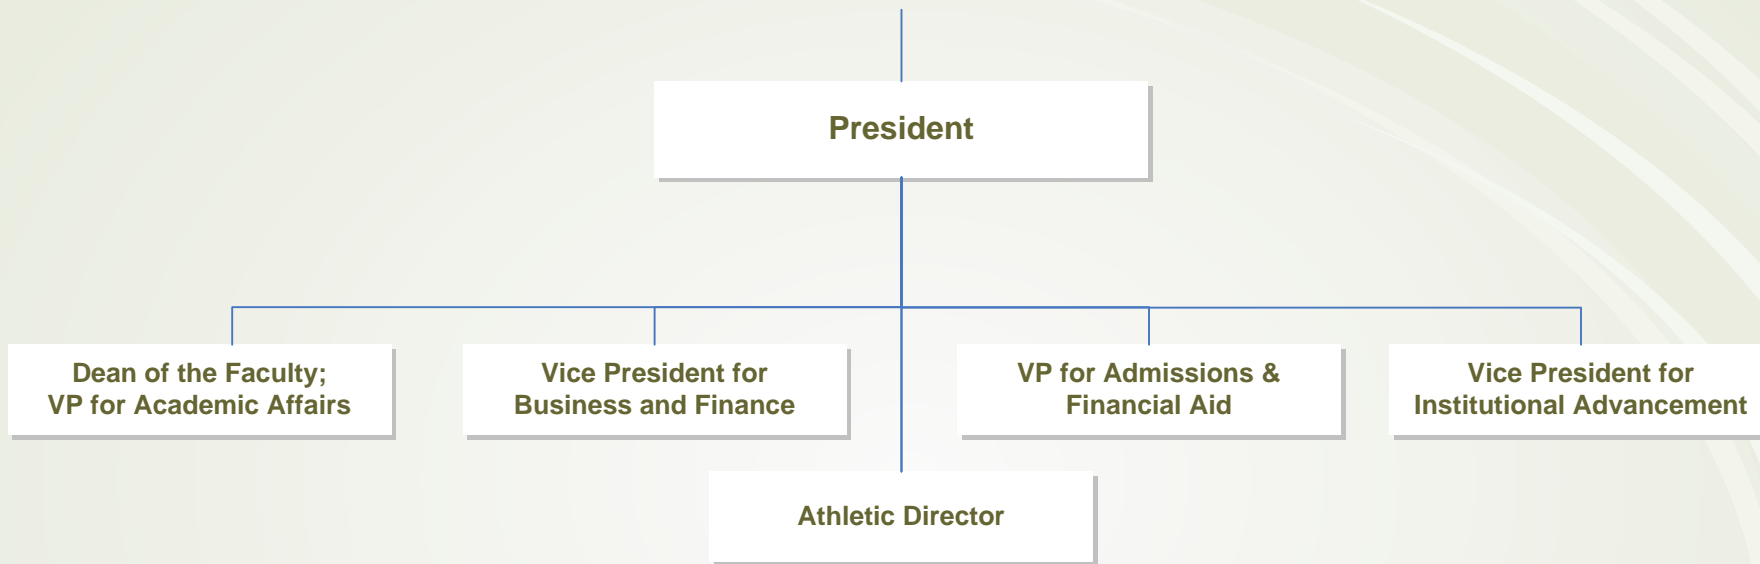 President
Dean of the Faculty;
VP for Academic Affairs
Vice President for
Business and Finance
VP for Admissions &
Financial Aid
Vice President for
Institutional Advancement
Athletic Director